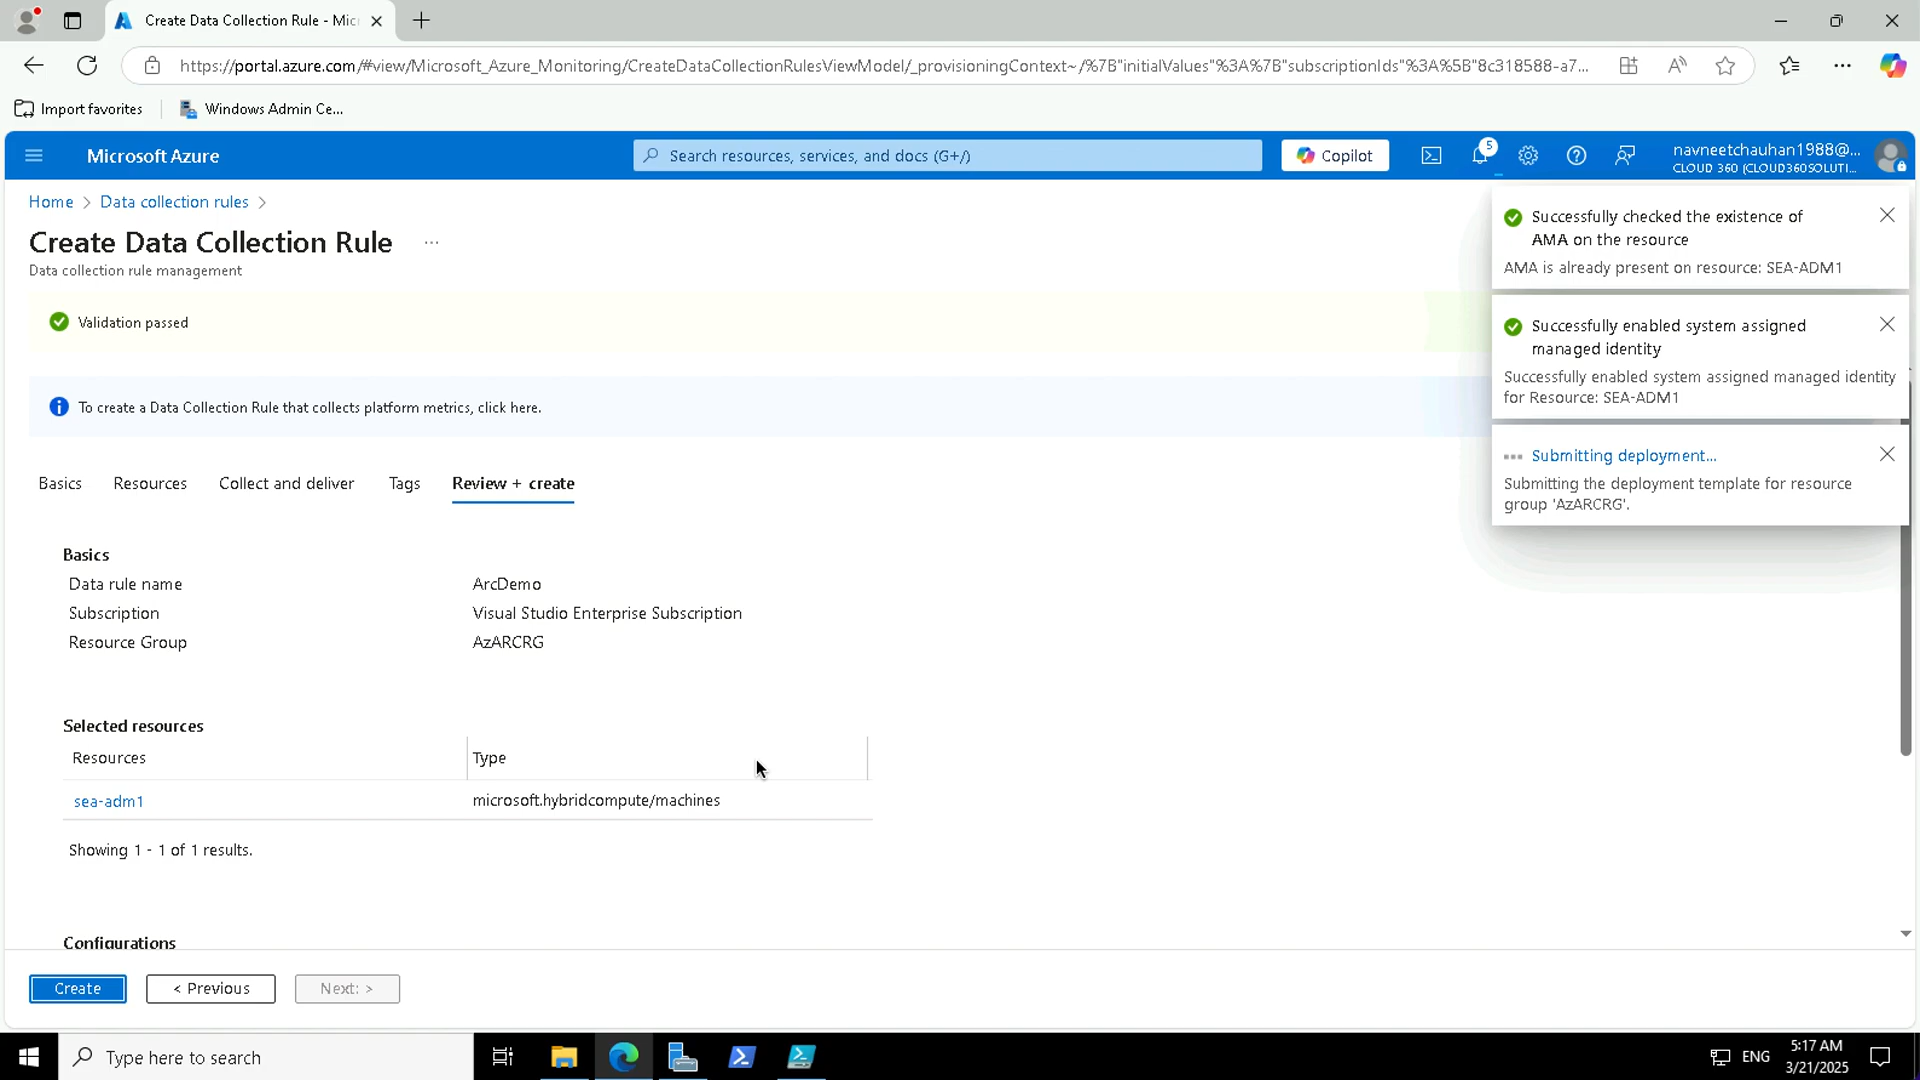 Create Data Collection Rule - Mic
https://portal.azure.com/#view/Microsoft_Azure_Monitoring/CreateDataCollectionRulesViewModel/_provisioningContext~/%7B"initialValues"%3A%7B"subscriptionIds"%3A%5B"8c318588-a7...
Import favorites
Windows Admin Ce...
Microsoft Azure
Search resources, services, and docs (G+/)
Copilot
5
navneetchauhan1988@...
CLOUD 360 (CLOUD360SOLUTI...
Home > Data collection rules >
Create Data Collection Rule ...
Data collection rule management
Successfully checked the existence of
AMA on the resource
AMA is already present on resource: SEA-ADM1
Successfully enabled system assigned
managed identity
Successfully enabled system assigned managed identity
for Resource: SEA-ADM1
Submitting deployment...
Submitting the deployment template for resource
group 'AzARCRG'.
Validation passed
To create a Data Collection Rule that collects platform metrics, click here.
Basics Resources Collect and deliver Tags Review + create
Basics
Data rule name ArcDemo
Subscription Visual Studio Enterprise Subscription
Resource Group AzARCRG
Selected resources
Resources Type
sea-adm1 microsoft.hybridcompute/machines
Showing 1 - 1 of 1 results.
Configurations
Create < Previous Next: >
Type here to search
ENG
5:17 AM
3/21/2025